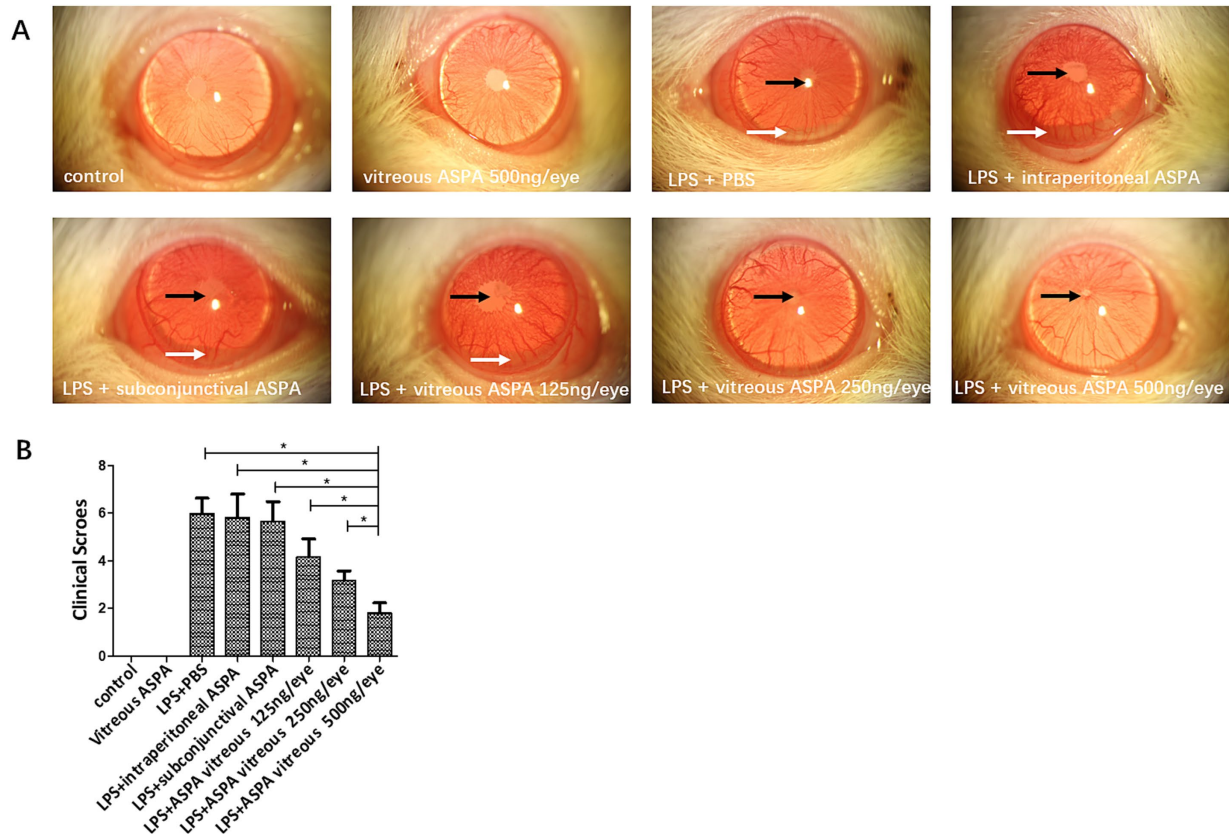 A
control
vitreous ASPA 500ng/eye
LPS + PBS
LPS + intraperitoneal ASPA
LPS + subconjunctival ASPA
LPS + vitreous ASPA 125ng/eye
LPS + vitreous ASPA 250ng/eye
LPS + vitreous ASPA 500ng/eye
B
*
*
*
*
*
8
6
4
2
0
Clinical Scroes
control
Vitreous ASPA
LPS+PBS
LPS+intraperitoneal ASPA
LPS+subconjunctival ASPA
LPS+ASPA vitreous 125ng/eye
LPS+ASPA vitreous 250ng/eye
LPS+ASPA vitreous 500ng/eye